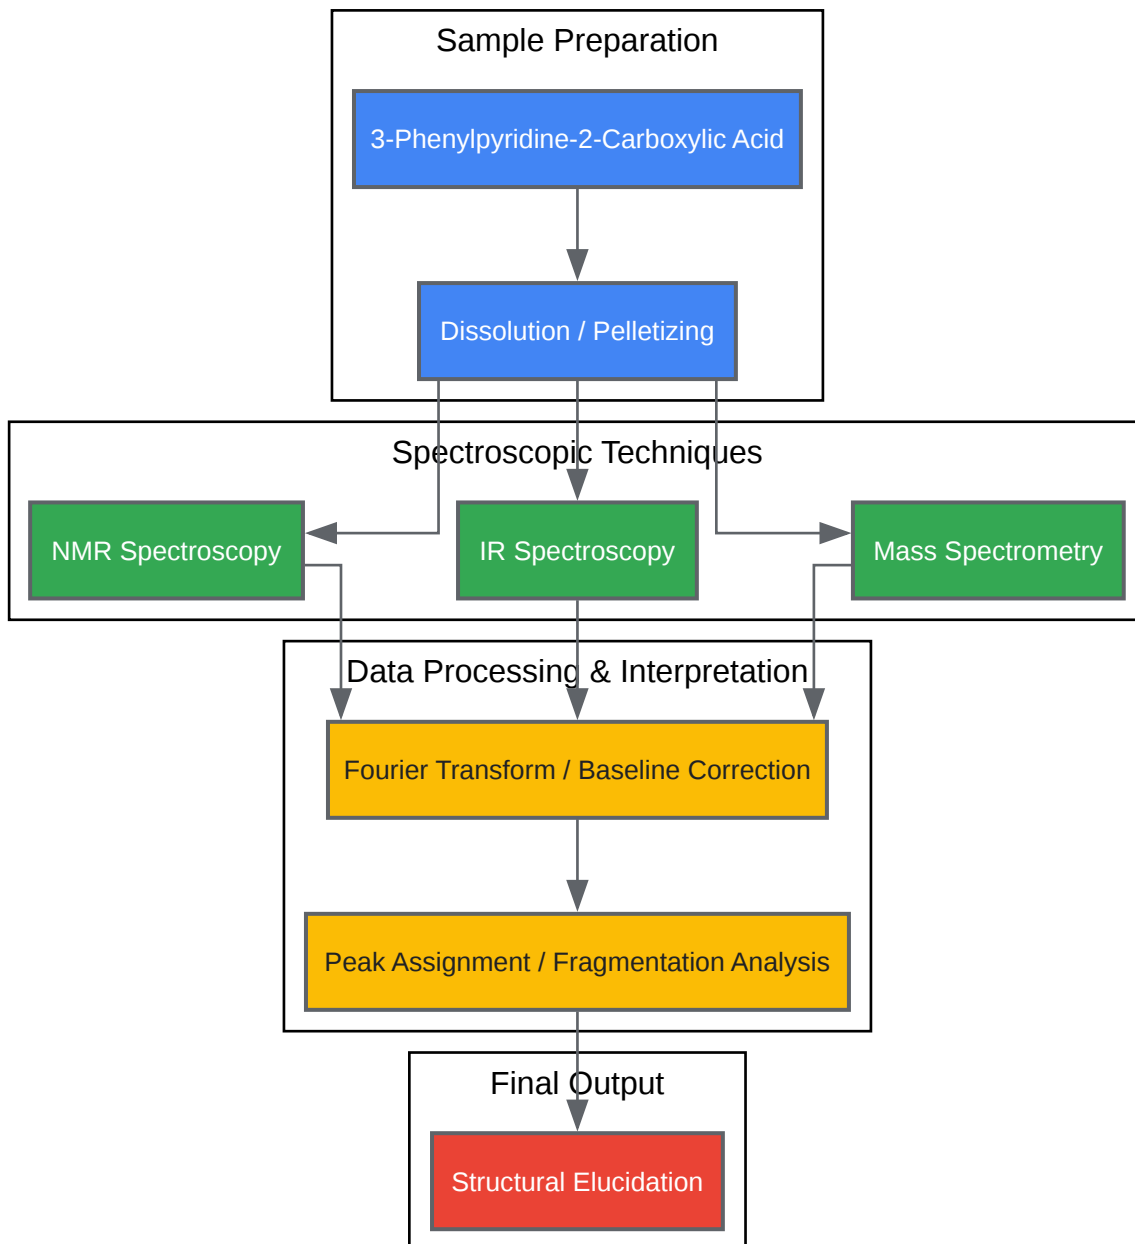 Sample Preparation
3-Phenylpyridine-2-Carboxylic Acid
Dissolution / Pelletizing
Spectroscopic Techniques
NMR Spectroscopy
IR Spectroscopy
Mass Spectrometry
Data Processing & Interpretation
Fourier Transform / Baseline Correction
Peak Assignment / Fragmentation Analysis
Final Output
Structural Elucidation